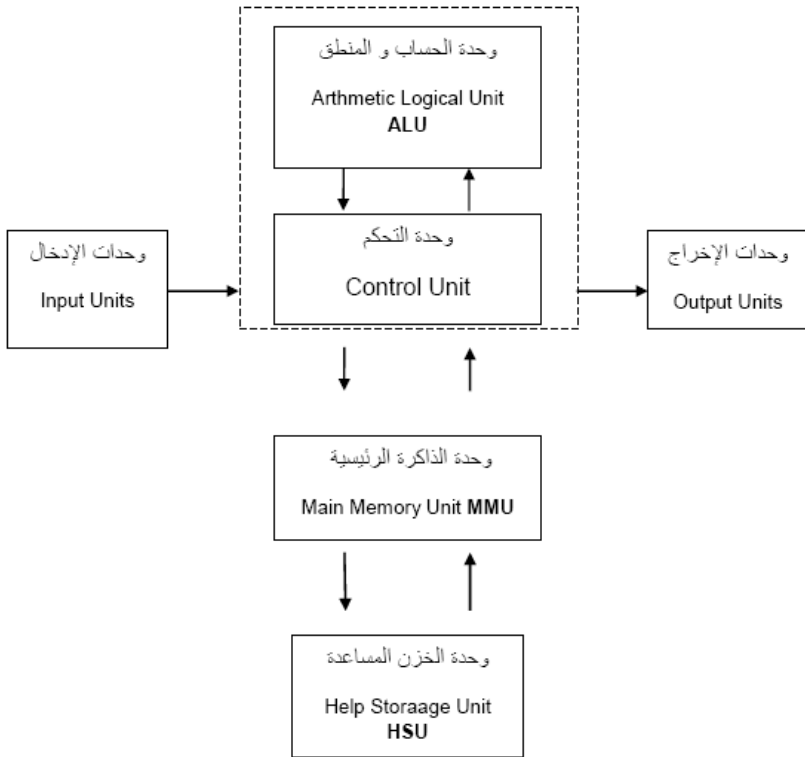 وحدة الحساب و المنطق
Arthmetic Logical Unit
ALU
وحدات الإدخال
Input Units
وحدة التحكم
Control Unit
وحدات الإخراج
Output Units
وحدة الذاكرة الرئيسية
Main Memory Unit MMU
وحدة الخزن المساعدة
Help Storaage Unit
HSU